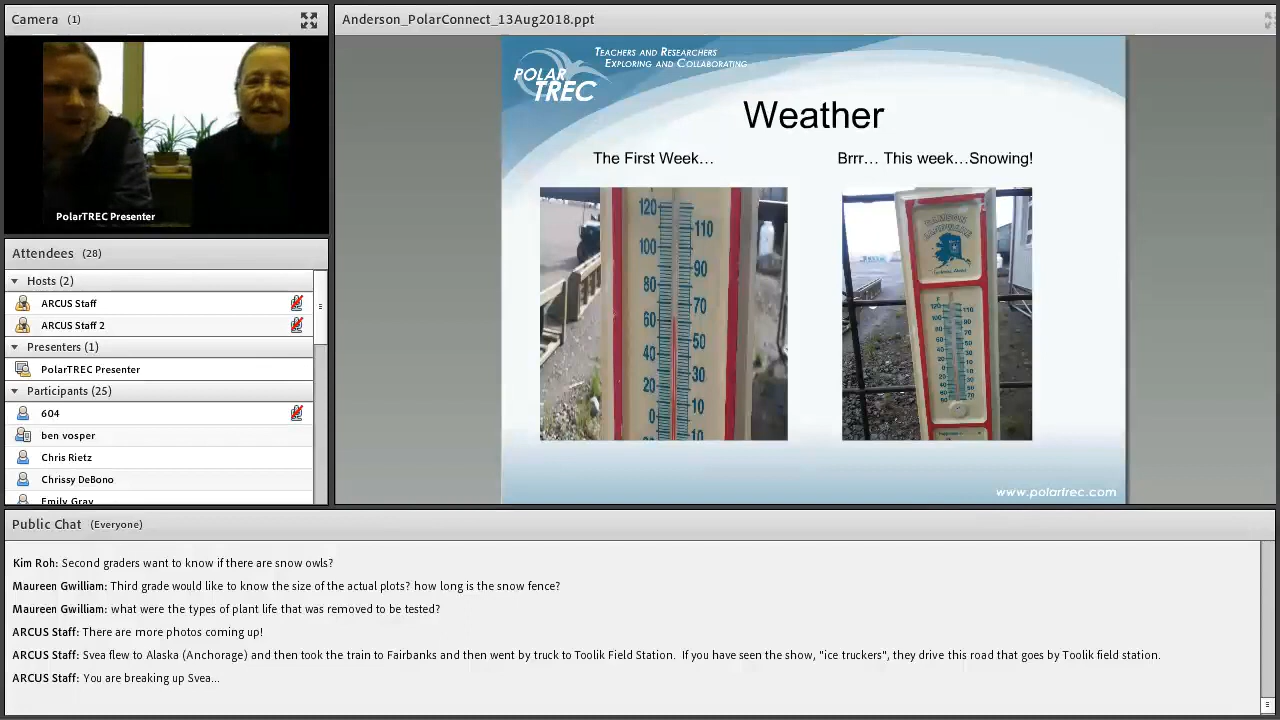 Camera (1)
PolarTREC Presenter
Attendees (28)
Hosts (2)
ARCUS Staff
ARCUS Staff 2
Presenters (1)
PolarTREC Presenter
Participants (25)
604
ben vosper
Chris Rietz
Chrissy DeBono
Emily Gray
Anderson_PolarConnect_13Aug2018.ppt
TEACHERS AND RESEARCHERS
EXPLORING AND COLLABORATING
POLAR
TREC
Weather
The First Week…
Brrr… This week…Snowing!
120
110
100
90
80
70
60
50
40
30
20
10
0
10
www.polartrec.com
Public Chat (Everyone)
Kim Roh: Second graders want to know if there are snow owls?
Maureen Gwilliam: Third grade would like to know the size of the actual plots? how long is the snow fence?
Maureen Gwilliam: what were the types of plant life that was removed to be tested?
ARCUS Staff: There are more photos coming up!
ARCUS Staff: Svea flew to Alaska (Anchorage) and then took the train to Fairbanks and then went by truck to Toolik Field Station. If you have seen the show, "ice truckers", they drive this road that goes by Toolik field station.
ARCUS Staff: You are breaking up Svea...